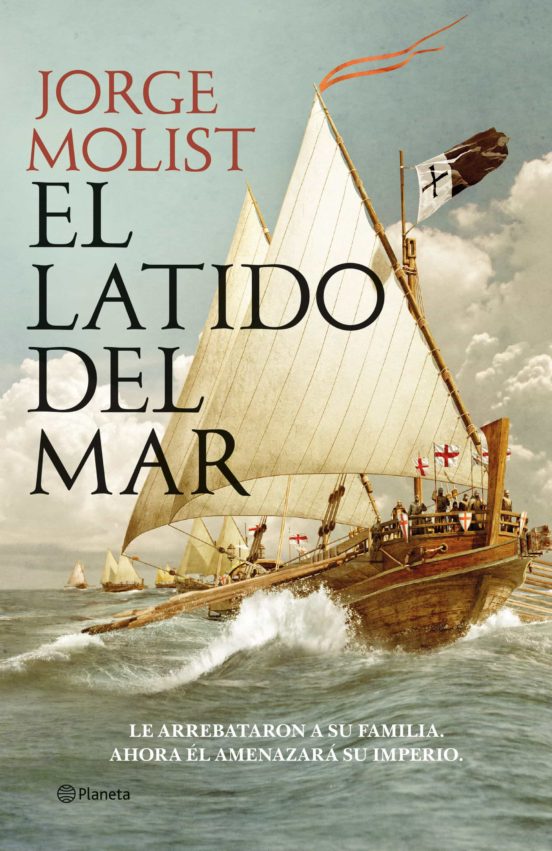 JORGE
MOLIST
EL
LATIDO
DEL
MAR
LE ARREBATARON A SU FAMILIA.
AHORA ÉL AMENAZARÁ SU IMPERIO.
Planeta